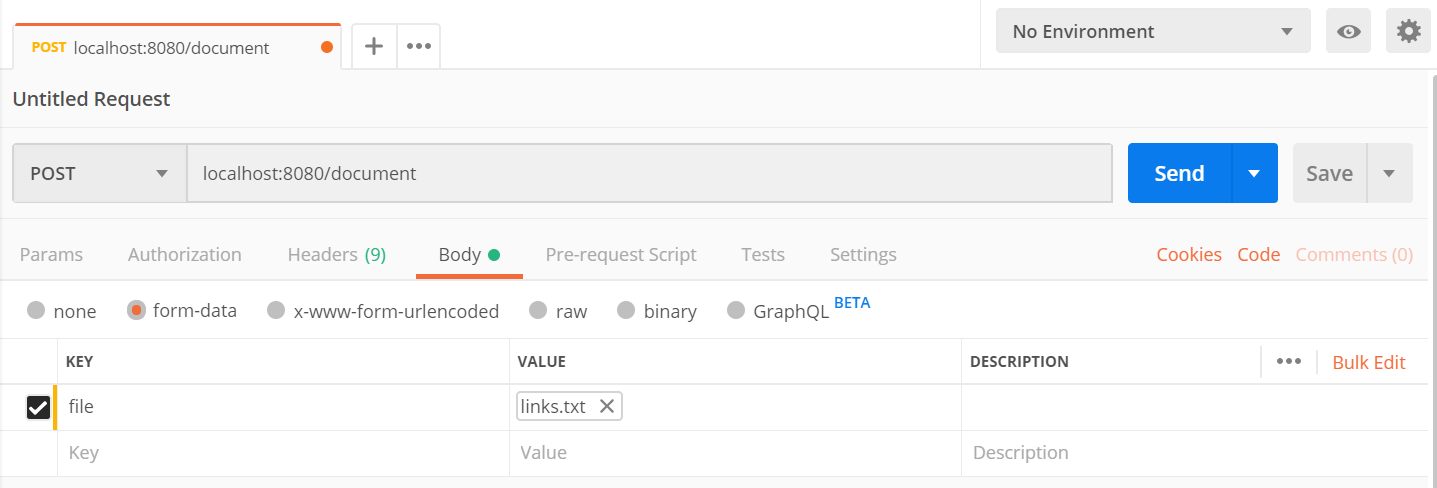 POST localhost:8080/document
No Environment
Untitled Request
POST localhost:8080/document Send Save
Params Authorization Headers (9) Body Pre-request Script Tests Settings Cookies Code Comments (0)
none form-data x-www-form-urlencoded raw binary GraphQL BETA
KEY VALUE DESCRIPTION Bulk Edit
file links.txt
Key Value Description